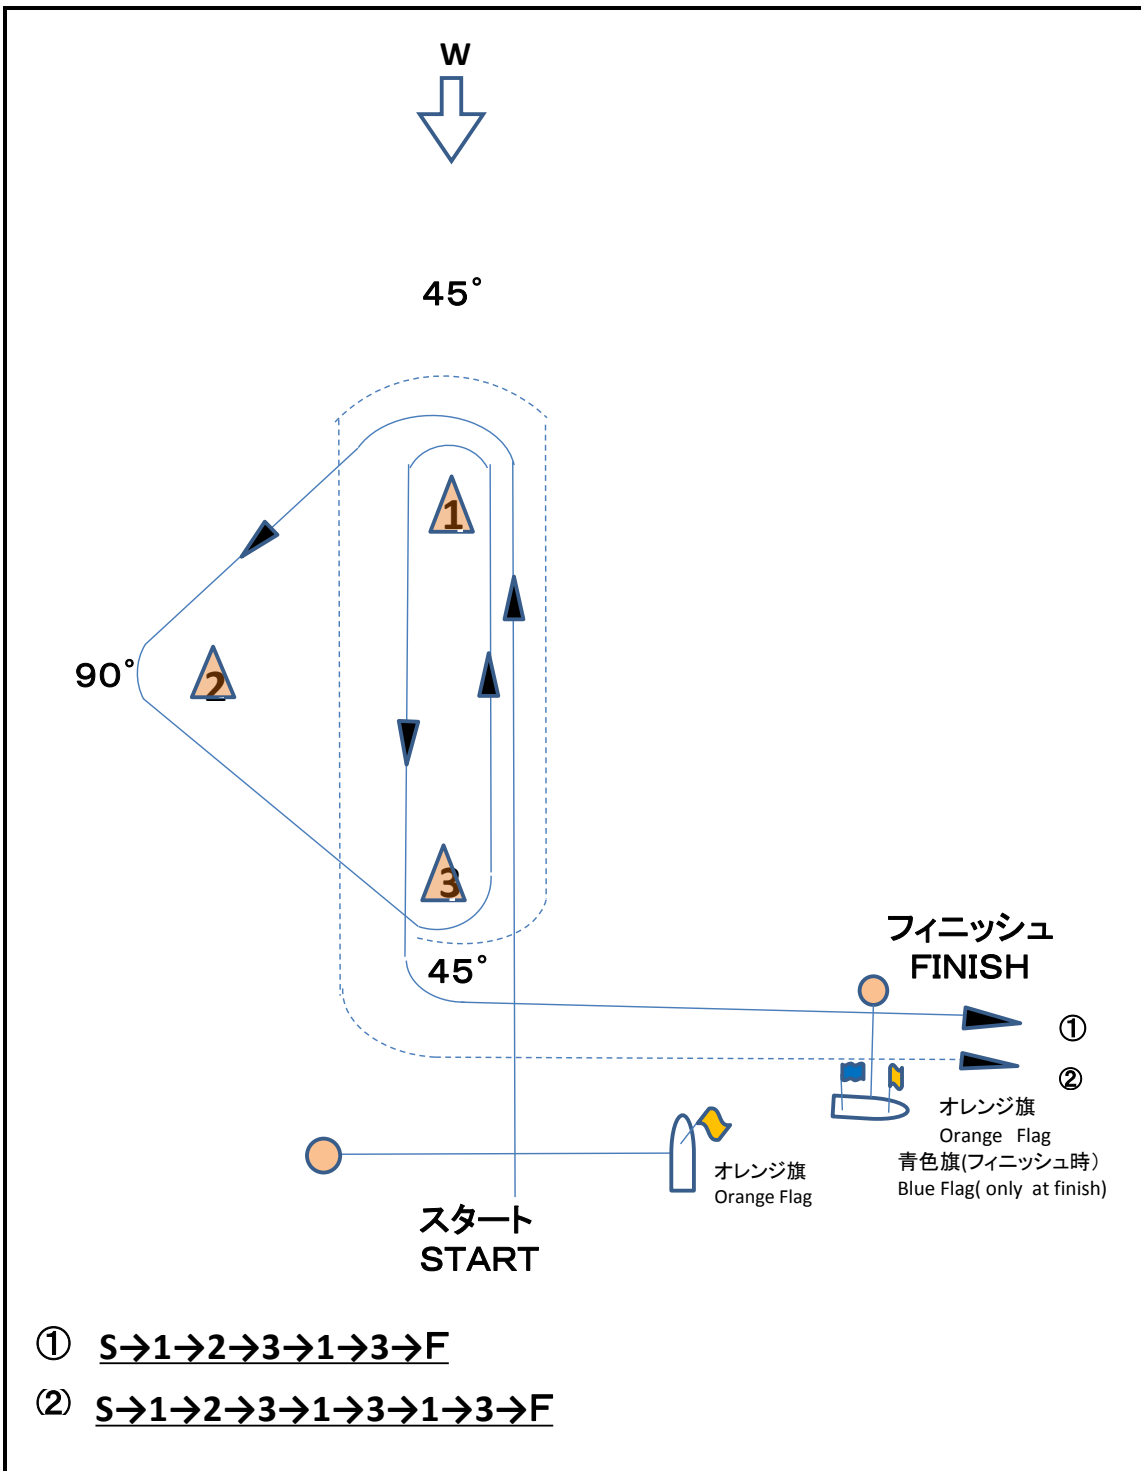 W
45°
1
90°
2
3
45°
フィニッシュ
FINISH
①
②
オレンジ旗
Orange Flag
青色旗(フィニッシュ時）
Blue Flag( only at finish)
オレンジ旗
Orange Flag
スタート
START
① S→1→2→3→1→3→F
⑵ S→1→2→3→1→3→1→3→F